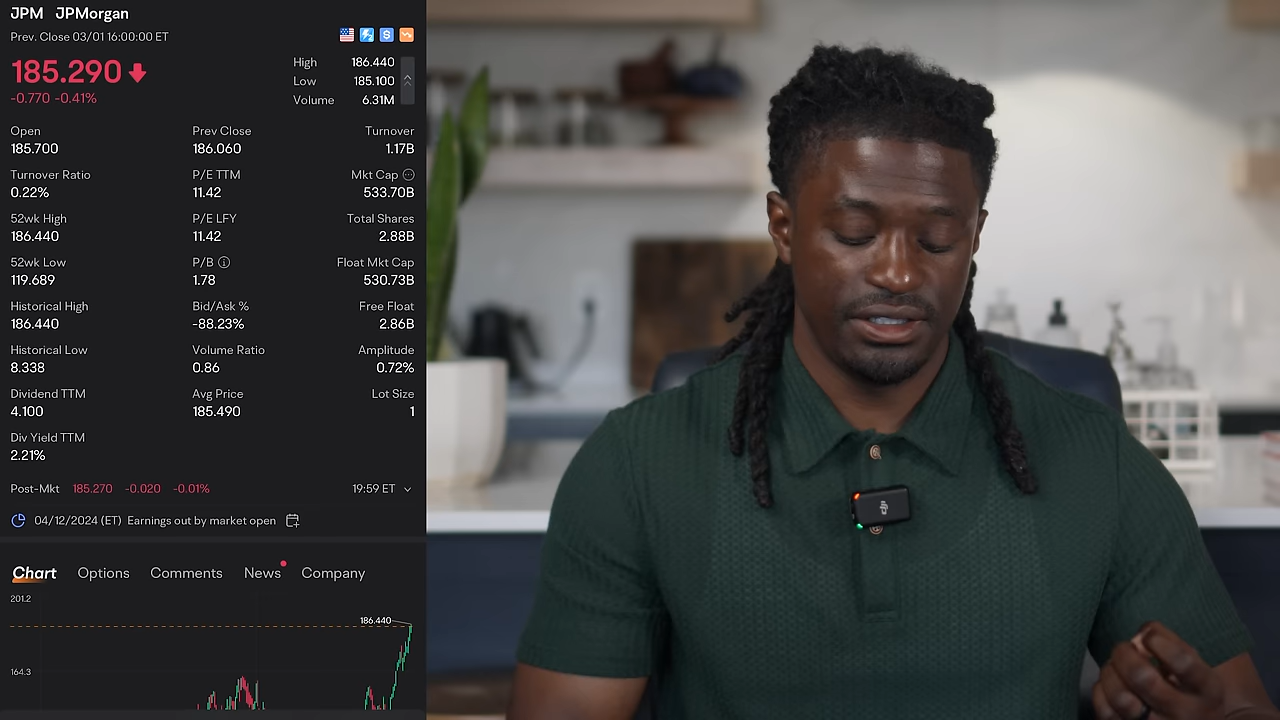 JPM JPMorgan
Prev. Close 03/01 16:00:00 ET
185.290
-0.770 -0.41%
High 186.440
Low 185.100
Volume 6.31M
Open Prev Close Turnover
185.700 186.060 1.17B
Turnover Ratio P/E TTM Mkt Cap
0.22% 11.42 533.70B
52wk High P/E LFY Total Shares
186.440 11.42 2.88B
52wk Low P/B Float Mkt Cap
119.689 1.78 530.73B
Historical High Bid/Ask % Free Float
186.440 -88.23% 2.86B
Historical Low Volume Ratio Amplitude
8.338 0.86 0.72%
Dividend TTM Avg Price Lot Size
4.100 185.490 1
Div Yield TTM
2.21%
Post-Mkt 185.270 -0.020 -0.01% 19:59 ET
04/12/2024 (ET) Earnings out by market open
Chart Options Comments News Company
201.2
186.440
164.3
dji